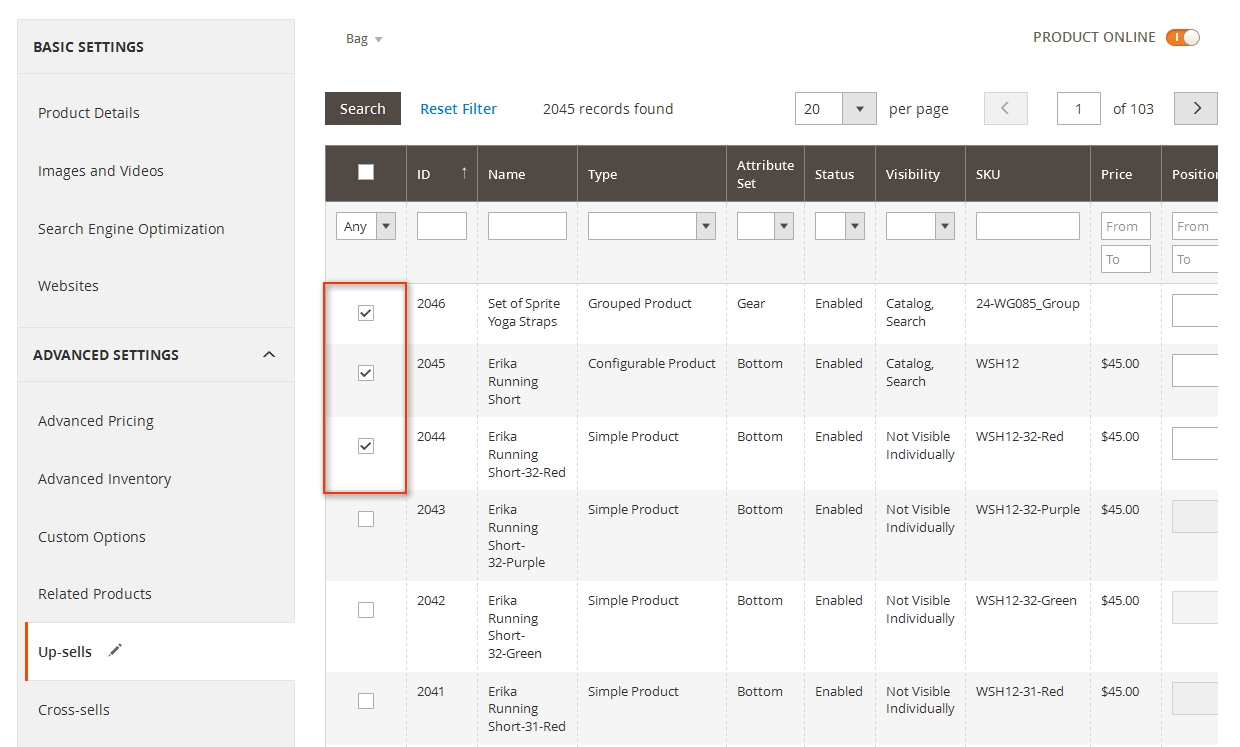 BASIC SETTINGS
Product Details
Images and Videos
Search Engine Optimization
Websites
ADVANCED SETTINGS
Advanced Pricing
Advanced Inventory
Custom Options
Related Products
Up-sells
Cross-sells
Bag
PRODUCT ONLINE
Search Reset Filter 2045 records found 20 per page 1 of 103
ID ↑ Name Type Attribute Set Status Visibility SKU Price Position
Any From From
To To
2046 Set of Sprite Grouped Product Gear Enabled Catalog, 24-WG085_Group
Yoga Straps Search
2045 Erika Configurable Product Bottom Enabled Catalog, WSH12 $45.00
Running Search
Short
2044 Erika Simple Product Bottom Enabled Not Visible WSH12-32-Red $45.00
Running Individually
Short-32-Red
2043 Erika Simple Product Bottom Enabled Not Visible WSH12-32-Purple $45.00
Running Individually
Short-
32-Purple
2042 Erika Simple Product Bottom Enabled Not Visible WSH12-32-Green $45.00
Running Individually
Short-
32-Green
2041 Erika Simple Product Bottom Enabled Not Visible WSH12-31-Red $45.00
Running Individually
Short-31-Red